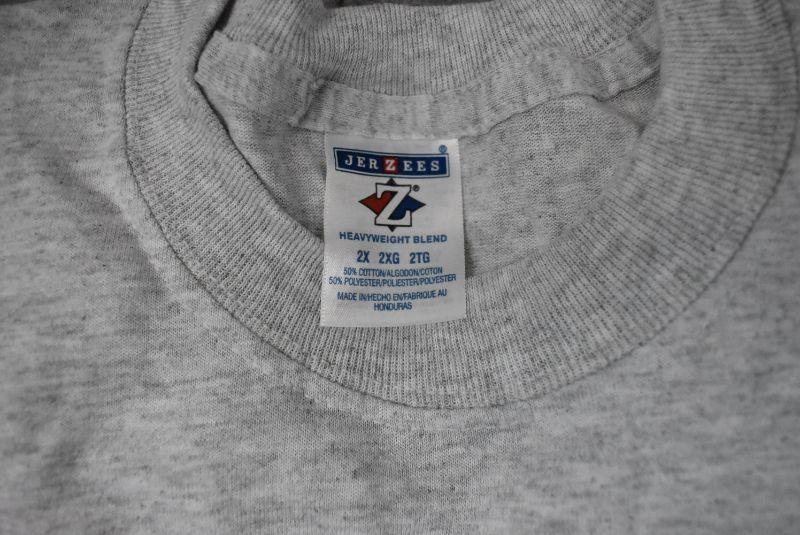 JERZEES®
Z®
HEAVYWEIGHT BLEND
2X 2XG 2TG
50% COTTON/ALGODON/COTON
50% POLYESTER/POLIESTER/POLYESTER
MADE IN/HECHO EN/FABRIQUE AU
HONDURAS